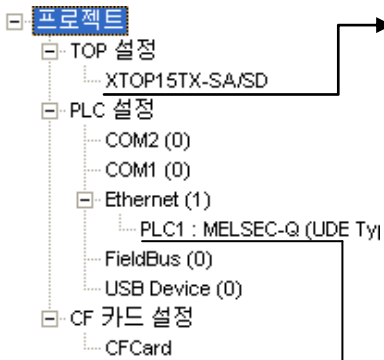 프로젝트
TOP 설정
XTOP15TX-SA/SD
PLC 설정
COM2 (0)
COM1 (0)
Ethernet (1)
PLC1 : MELSEC-Q (UDE Typ
FieldBus (0)
USB Device (0)
CF 카드 설정
CFCard